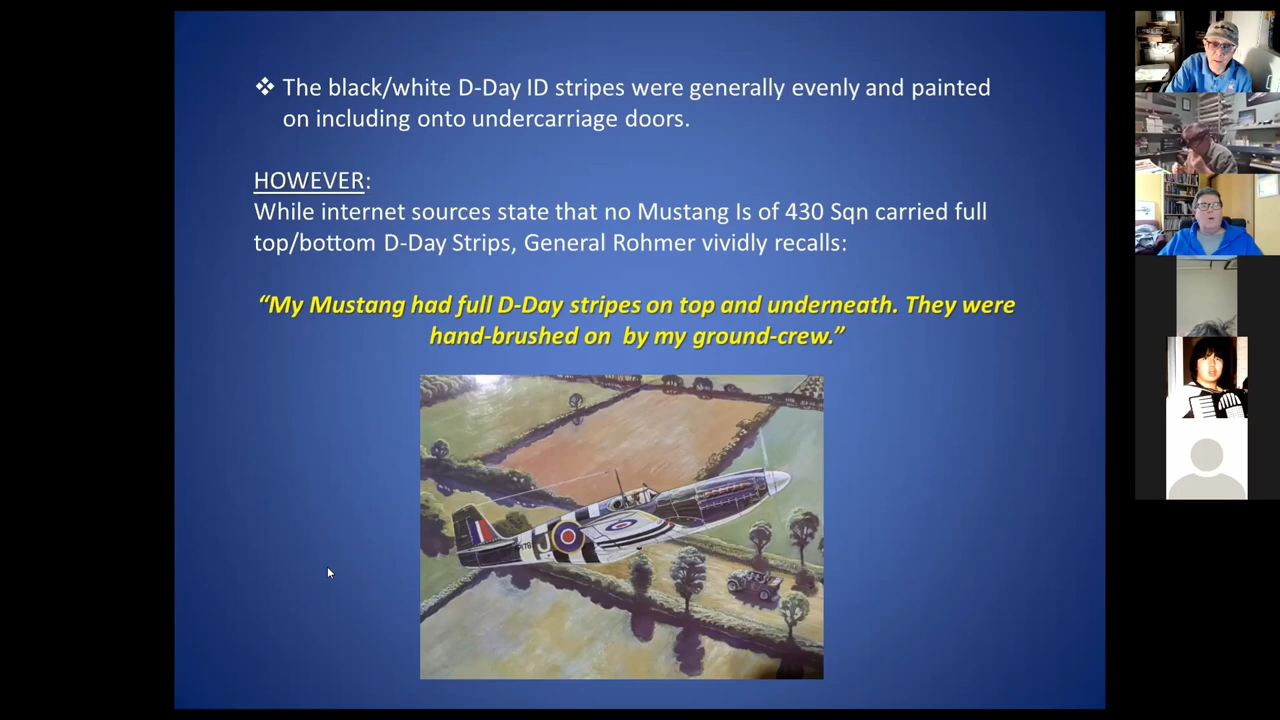 ❖ The black/white D-Day ID stripes were generally evenly and painted
on including onto undercarriage doors.
HOWEVER:
While internet sources state that no Mustang Is of 430 Sqn carried full
top/bottom D-Day Strips, General Rohmer vividly recalls:
“My Mustang had full D-Day stripes on top and underneath. They were
hand-brushed on  by my ground-crew.”
J